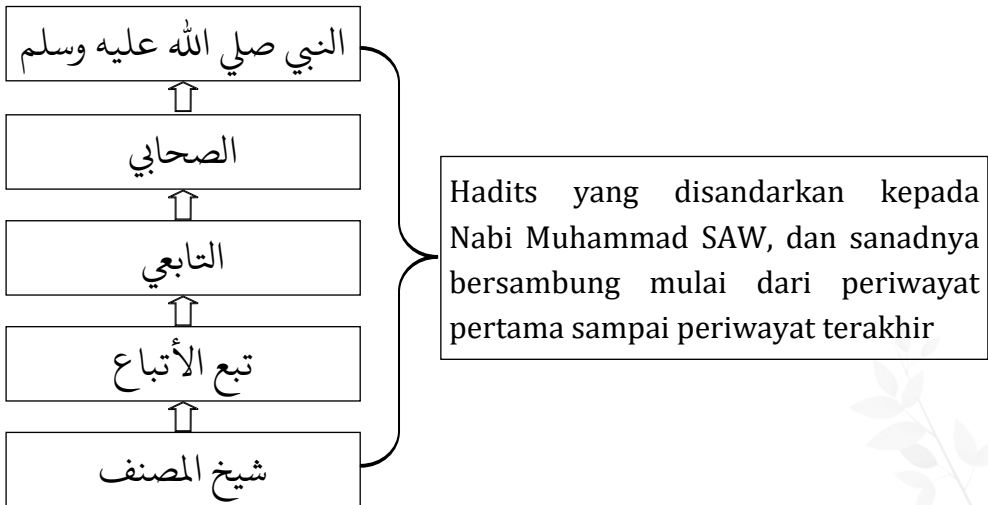 النبي صلي الله عليه وسلم
الصحابي
التابعي
تبع الأتباع
شيخ المصنف
Hadits yang disandarkan kepada
Nabi Muhammad SAW, dan sanadnya
bersambung mulai dari periwayat
pertama sampai periwayat terakhir